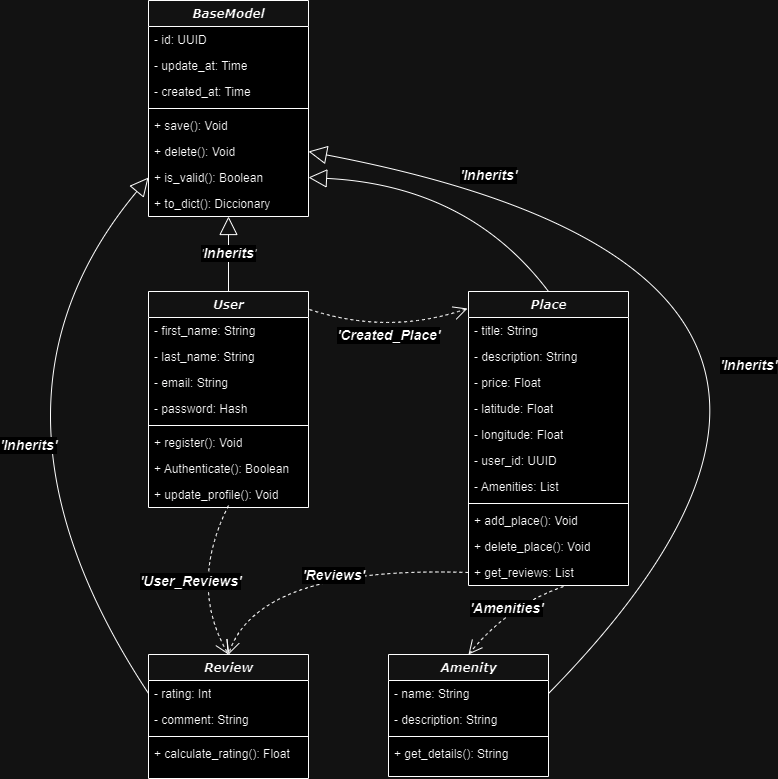 BaseModel
- id: UUID
- update_at: Time
- created_at: Time
+ save(): Void
+ delete(): Void
+ is_valid(): Boolean
+ to_dict(): Diccionary
'Inherits'
'Inherits'
User
- first_name: String
- last_name: String
- email: String
- password: Hash
+ register(): Void
+ Authenticate(): Boolean
+ update_profile(): Void
'Created_Place'
Place
- title: String
- description: String
- price: Float
- latitude: Float
- longitude: Float
- user_id: UUID
- Amenities: List
+ add_place(): Void
+ delete_place(): Void
+ get_reviews: List
'Inherits'
'Inherits'
'User_Reviews'
'Reviews'
'Amenities'
Review
- rating: Int
- comment: String
+ calculate_rating(): Float
Amenity
- name: String
- description: String
+ get_details(): String